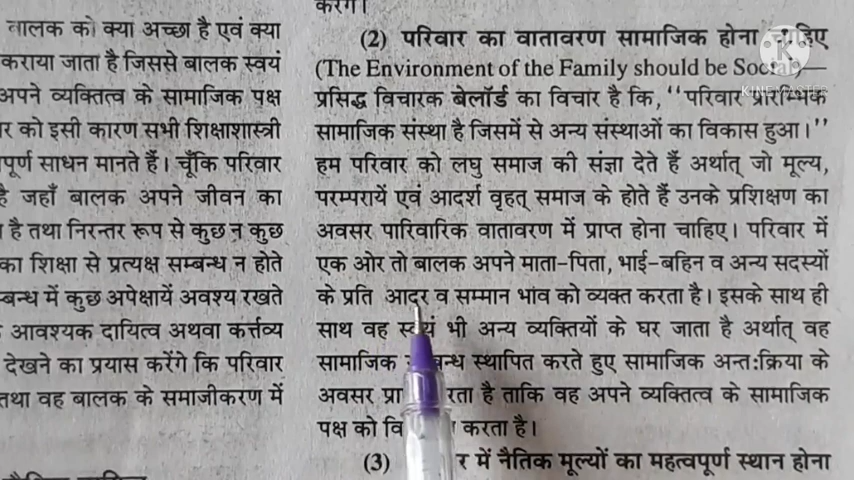 बालक को क्या अच्छा है एवं क्या
कराया जाता है जिससे बालक स्वयं
अपने व्यक्तित्व के सामाजिक पक्ष
र को इसी कारण सभी शिक्षाशास्त्री
पूर्ण साधन मानते हैं। चूँकि परिवार
है जहाँ बालक अपने जीवन का
है तथा निरन्तर रूप से कुछ न कुछ
का शिक्षा से प्रत्यक्ष सम्बन्ध न होते
म्बन्ध में कुछ अपेक्षायें अवश्य रखते
आवश्यक दायित्व अथवा कर्त्तव्य
देखने का प्रयास करेंगे कि परिवार
तथा वह बालक के समाजीकरण में
करेंगे।
(2) परिवार का वातावरण सामाजिक होना चाहिए
(The Environment of the Family should be Social)—
प्रसिद्ध विचारक बेलॉर्ड का विचार है कि, ‘‘परिवार प्रारम्भिक
सामाजिक संस्था है जिसमें से अन्य संस्थाओं का विकास हुआ।’’
हम परिवार को लघु समाज की संज्ञा देते हैं अर्थात् जो मूल्य,
परम्परायें एवं आदर्श वृहत् समाज के होते हैं उनके प्रशिक्षण का
अवसर पारिवारिक वातावरण में प्राप्त होना चाहिए। परिवार में
एक ओर तो बालक अपने माता-पिता, भाई-बहिन व अन्य सदस्यों
के प्रति आदर व सम्मान भाव को व्यक्त करता है। इसके साथ ही
साथ वह स्वयं भी अन्य व्यक्तियों के घर जाता है अर्थात् वह
सामाजिक स्थापित करते हुए सामाजिक अन्त:क्रिया के
अवसर है ताकि वह अपने व्यक्तित्व के सामाजिक
पक्ष को करता है।
(3) र में नैतिक मूल्यों का महत्वपूर्ण स्थान होना
K
KINEMASTER